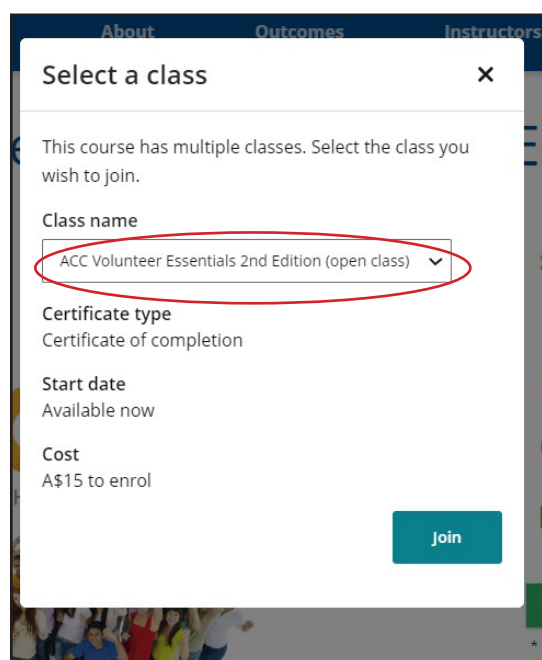 About Outcomes Instructors
Select a class
This course has multiple classes. Select the class you
wish to join.
Class name
ACC Volunteer Essentials 2nd Edition (open class)
Certificate type
Certificate of completion
Start date
Available now
Cost
A$15 to enrol
Join